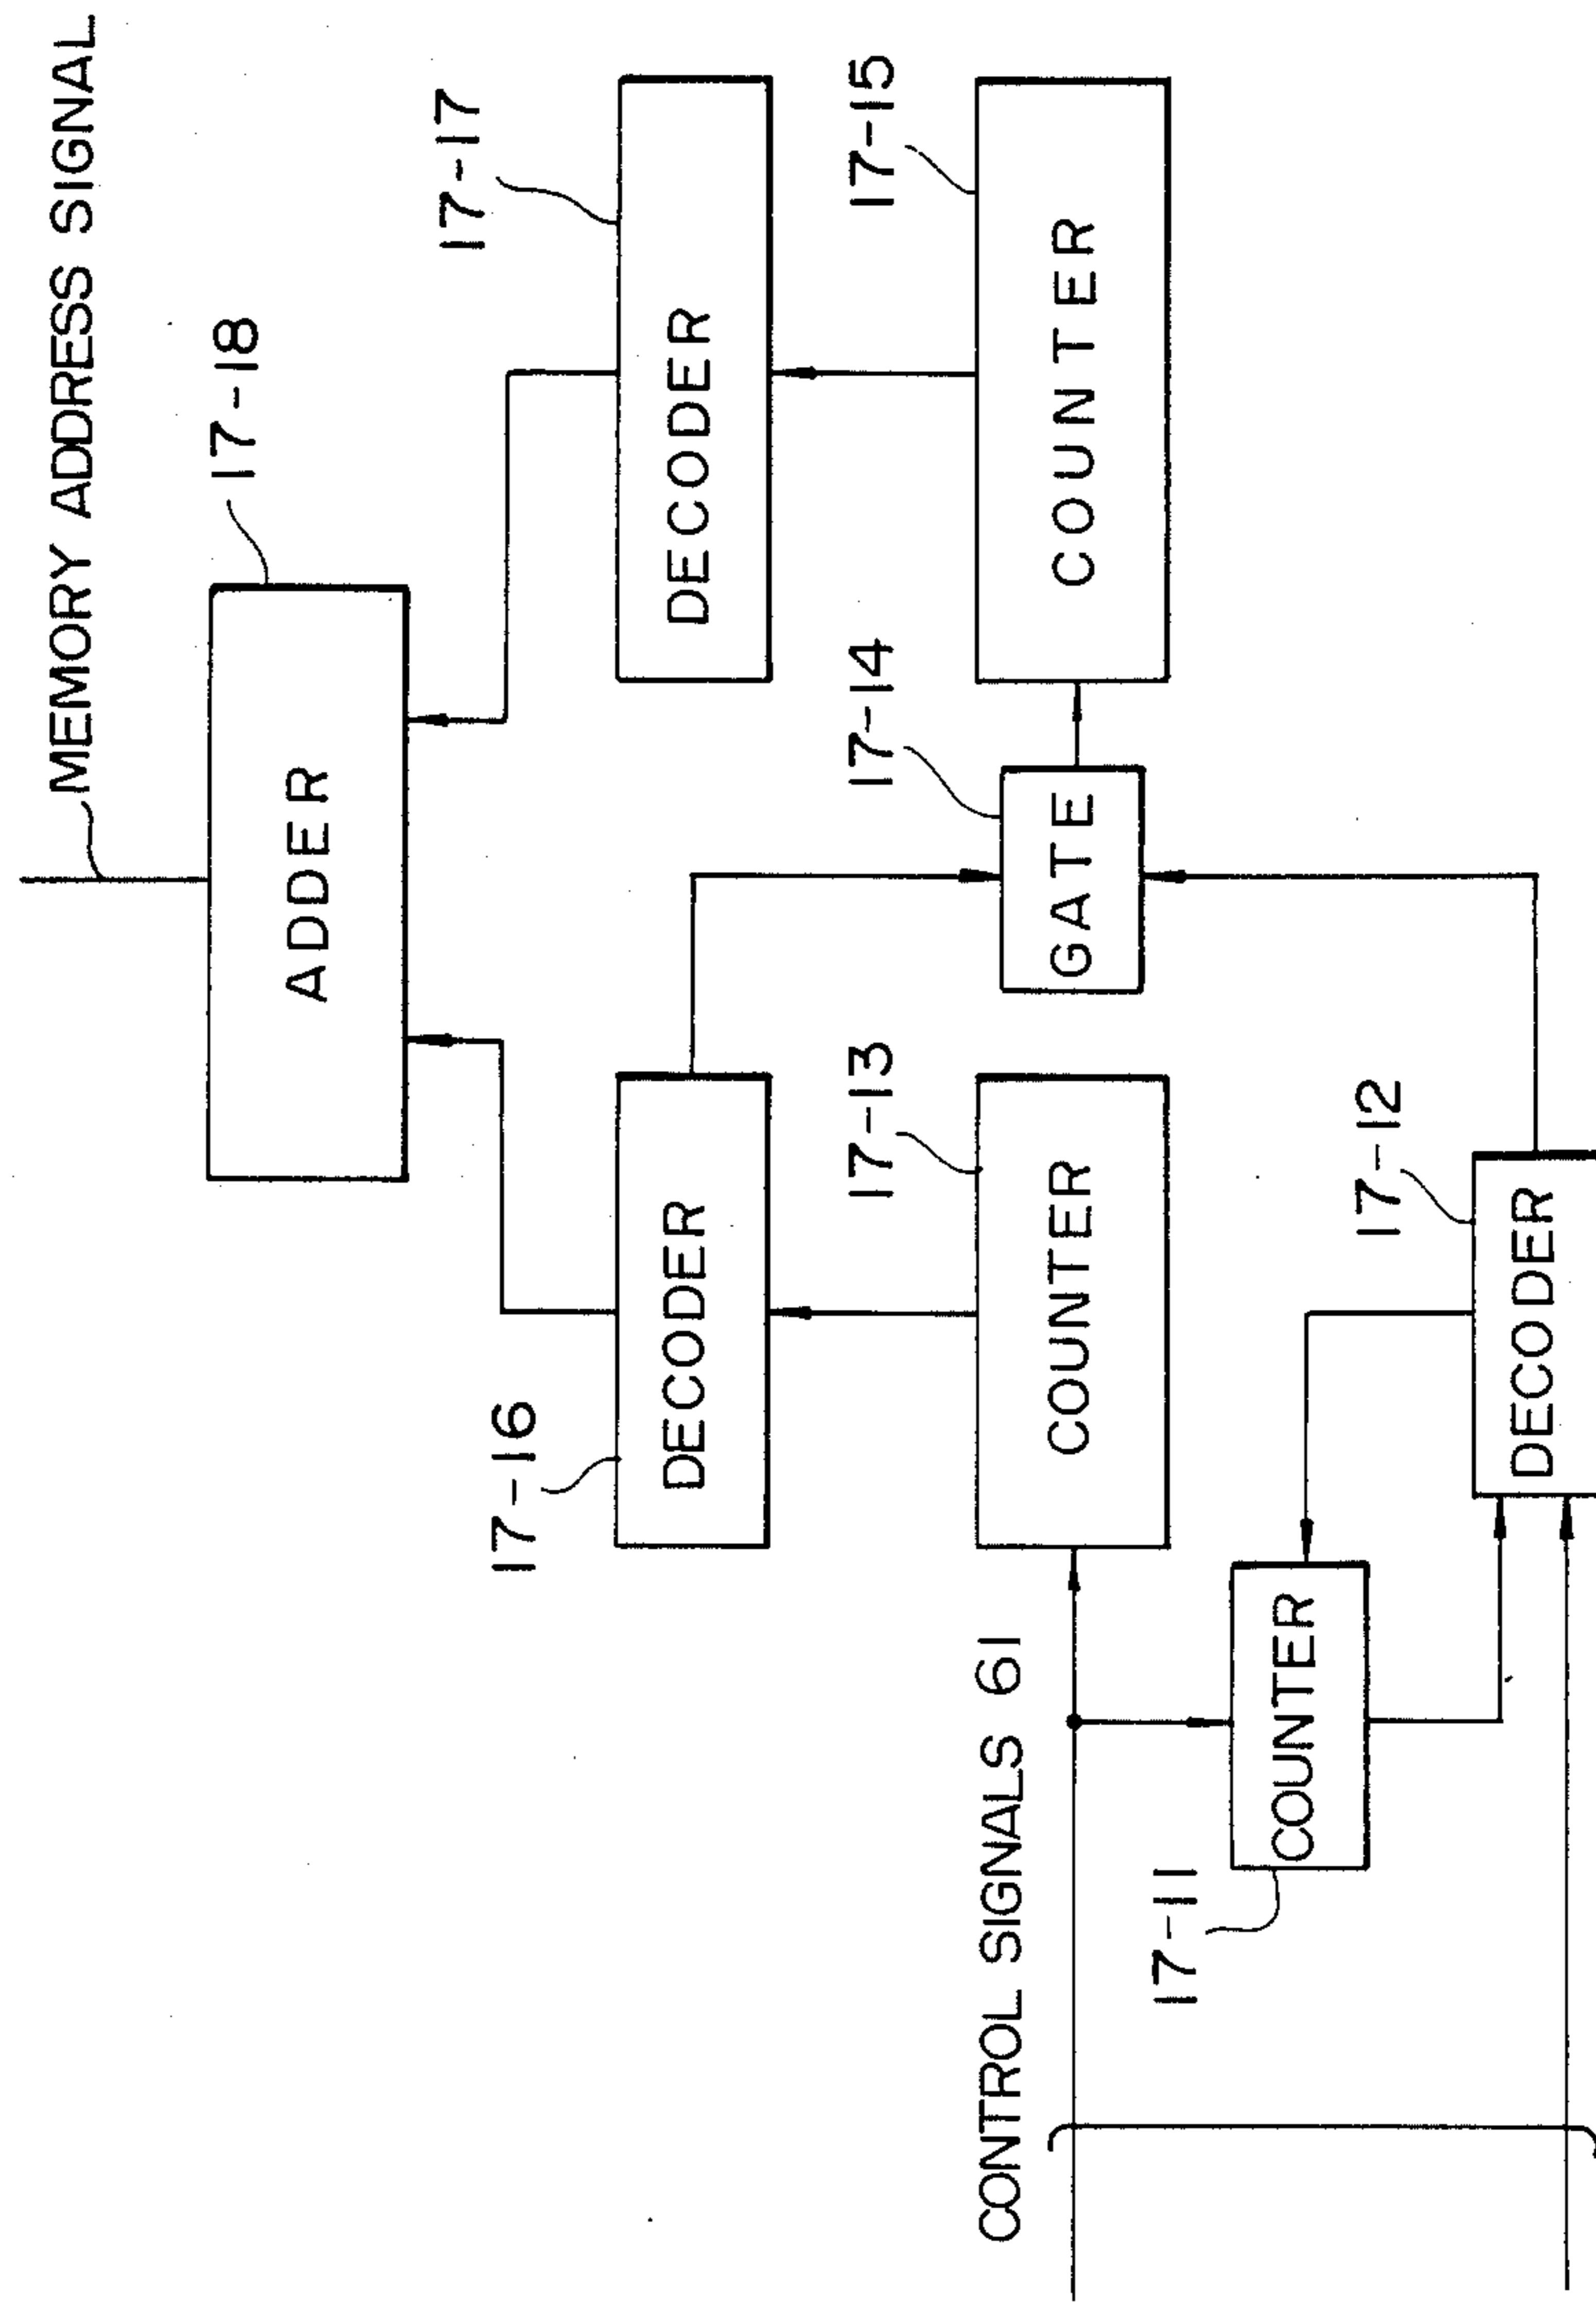 MEMORY ADDRESS SIGNAL
17-18
ADDER
17-17
DECODER
17-16
DECODER
17-15
COUNTER
17-14
GATE
17-13
COUNTER
CONTROL SIGNALS 61
17-11
COUNTER
17-12
DECODER